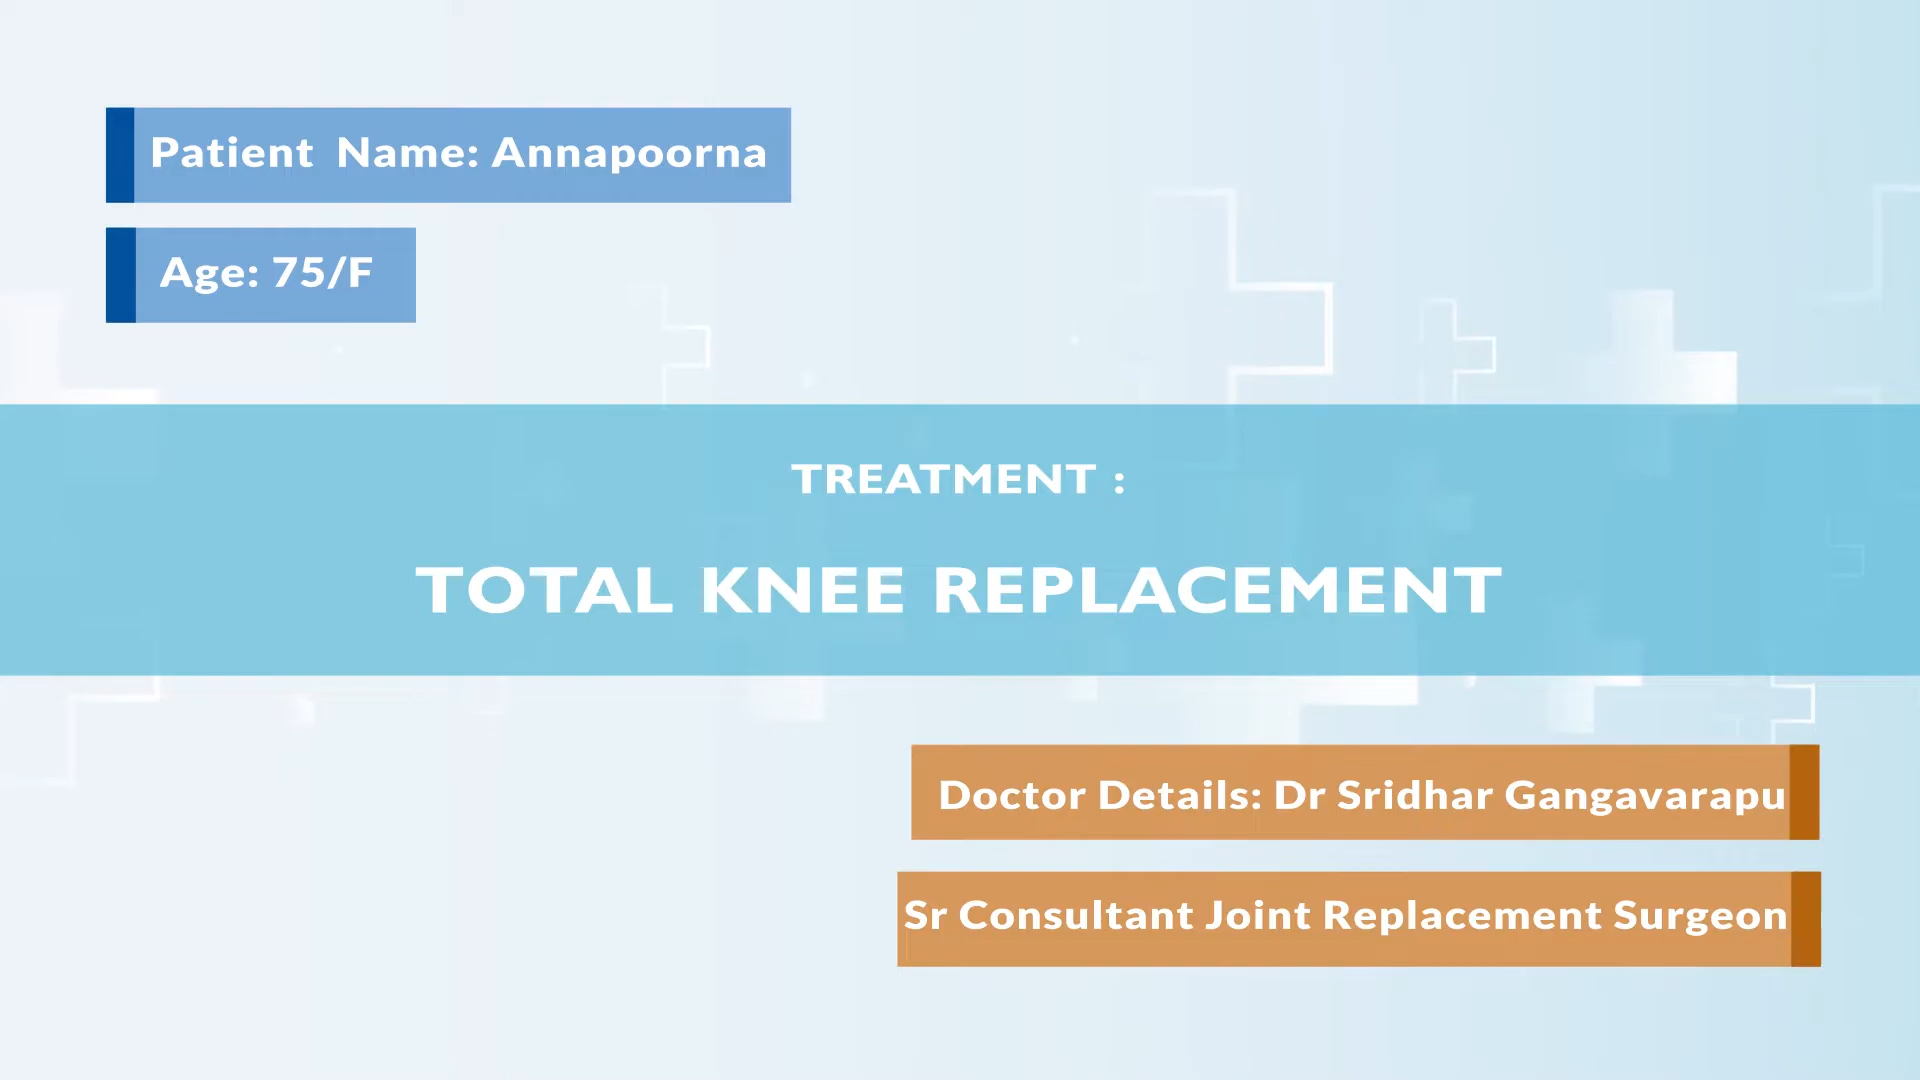 Patient Name: Annapoorna
Age: 75/F
TREATMENT :
TOTAL KNEE REPLACEMENT
Doctor Details: Dr Sridhar Gangavarapu
Sr Consultant Joint Replacement Surgeon